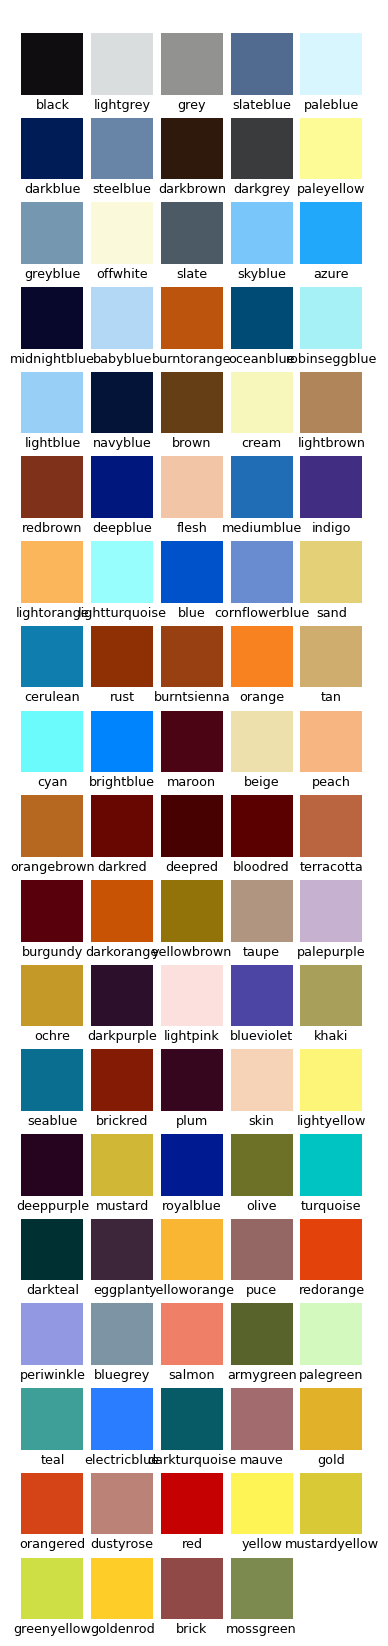 black lightgrey grey slateblue paleblue
darkblue steelblue darkbrown darkgrey paleyellow
greyblue offwhite slate skyblue azure
midnightblue babyblue burntorange oceanblue robinseggblue
lightblue navyblue brown cream lightbrown
redbrown deepblue flesh mediumblue indigo
lightorange lightturquoise blue cornflowerblue sand
cerulean rust burntsienna orange tan
cyan brightblue maroon beige peach
orangebrown darkred deepred bloodred terracotta
burgundy darkorange yellowbrown taupe palepurple
ochre darkpurple lightpink blueviolet khaki
seablue brickred plum skin lightyellow
deeppurple mustard royalblue olive turquoise
darkteal eggplant yelloworange puce redorange
periwinkle bluegrey salmon armygreen palegreen
teal electricblue darkturquoise mauve gold
orangered dustyrose red yellow mustardyellow
greenyellow goldenrod brick mossgreen